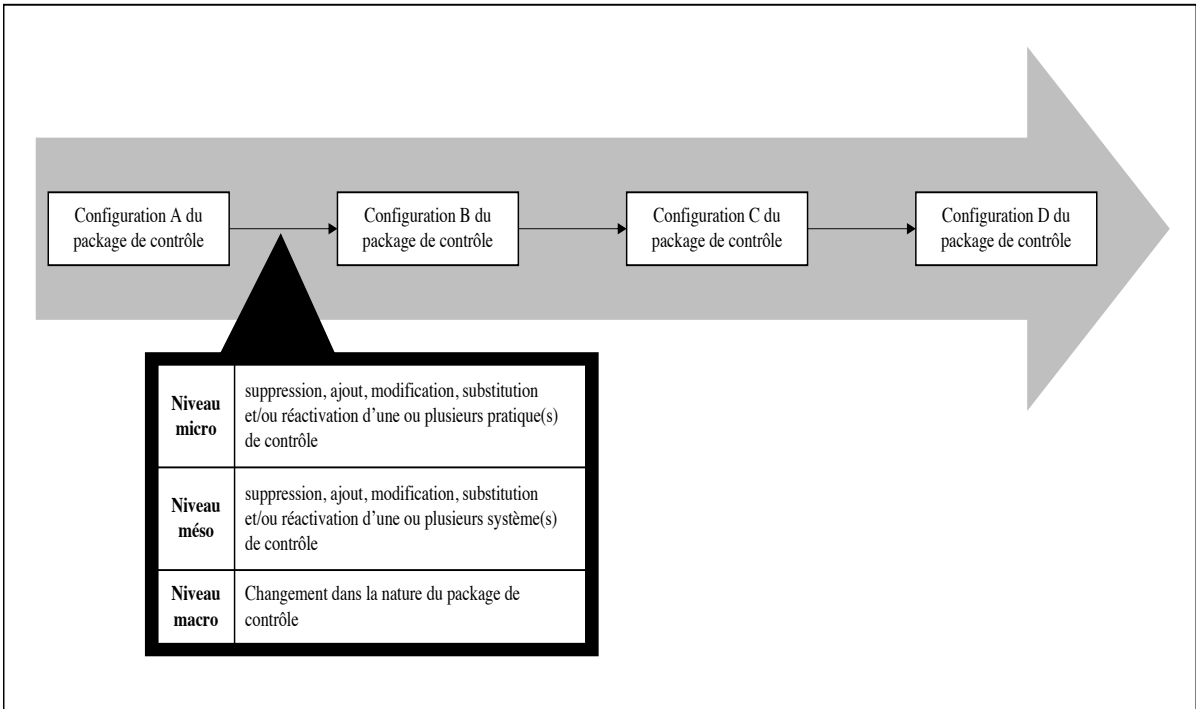 Configuration A du
package de contrôle
Configuration B du
package de contrôle
Configuration C du
package de contrôle
Configuration D du
package de contrôle
Niveau
micro
suppression, ajout, modification, substitution
et/ou réactivation d’une ou plusieurs pratique(s)
de contrôle
Niveau
méso
suppression, ajout, modification, substitution
et/ou réactivation d’une ou plusieurs système(s)
de contrôle
Niveau
macro
Changement dans la nature du package de
contrôle